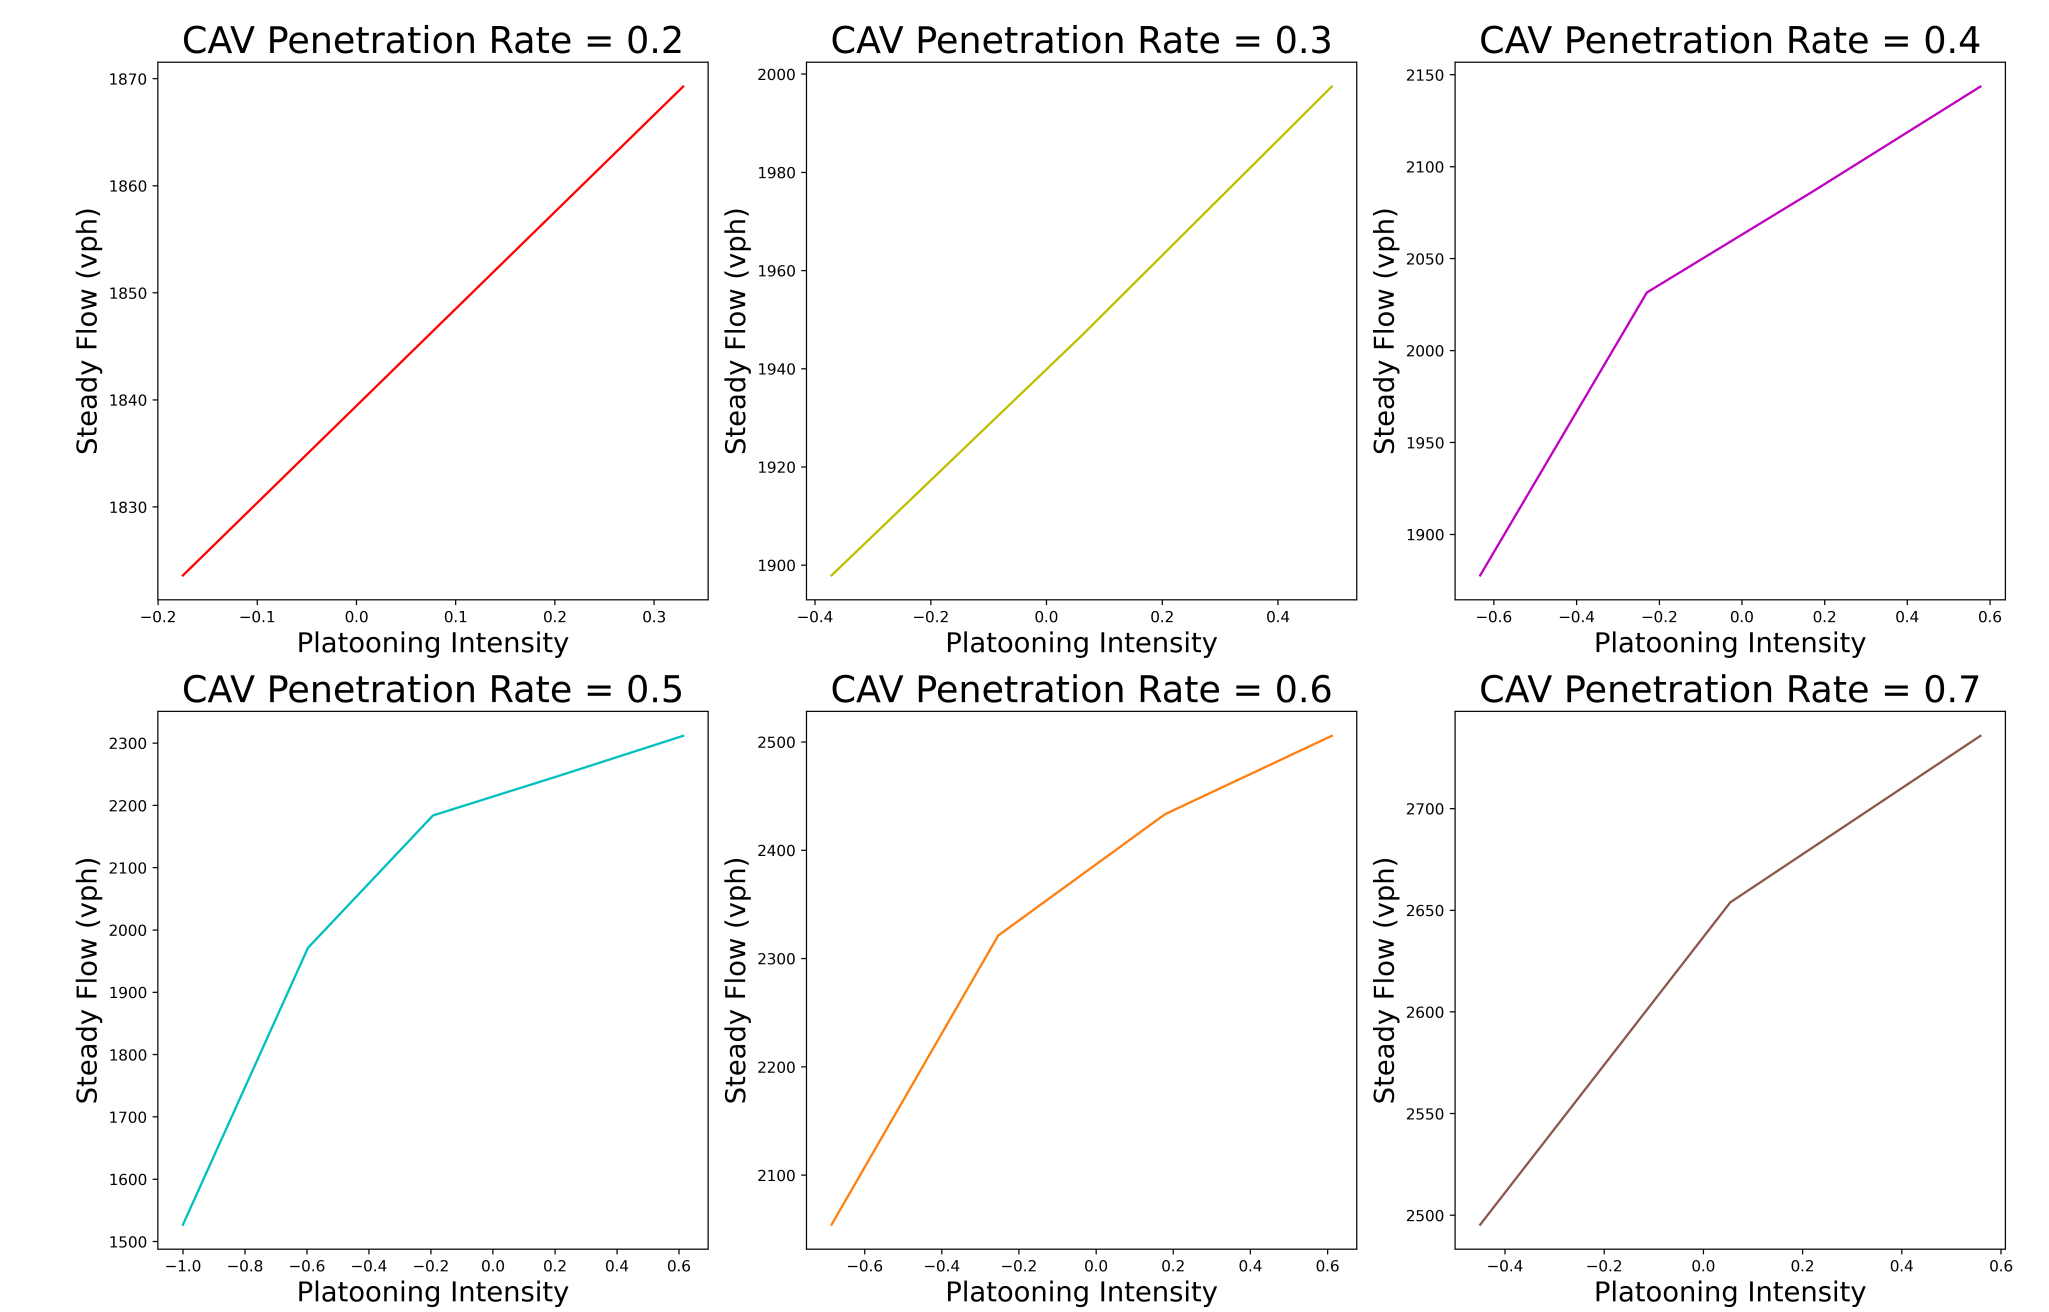 CAV Penetration Rate = 0.2
1870
1860
1850
1840
1830
Steady Flow (vph)
−0.2 −0.1 0.0 0.1 0.2 0.3
Platooning Intensity
CAV Penetration Rate = 0.3
2000
1980
1960
1940
1920
1900
Steady Flow (vph)
−0.4 −0.2 0.0 0.2 0.4
Platooning Intensity
CAV Penetration Rate = 0.4
2150
2100
2050
2000
1950
1900
Steady Flow (vph)
−0.6 −0.4 −0.2 0.0 0.2 0.4 0.6
Platooning Intensity
CAV Penetration Rate = 0.5
2300
2200
2100
2000
1900
1800
1700
1600
1500
Steady Flow (vph)
−1.0 −0.8 −0.6 −0.4 −0.2 0.0 0.2 0.4 0.6
Platooning Intensity
CAV Penetration Rate = 0.6
2500
2400
2300
2200
2100
Steady Flow (vph)
−0.6 −0.4 −0.2 0.0 0.2 0.4 0.6
Platooning Intensity
CAV Penetration Rate = 0.7
2700
2650
2600
2550
2500
Steady Flow (vph)
−0.4 −0.2 0.0 0.2 0.4 0.6
Platooning Intensity